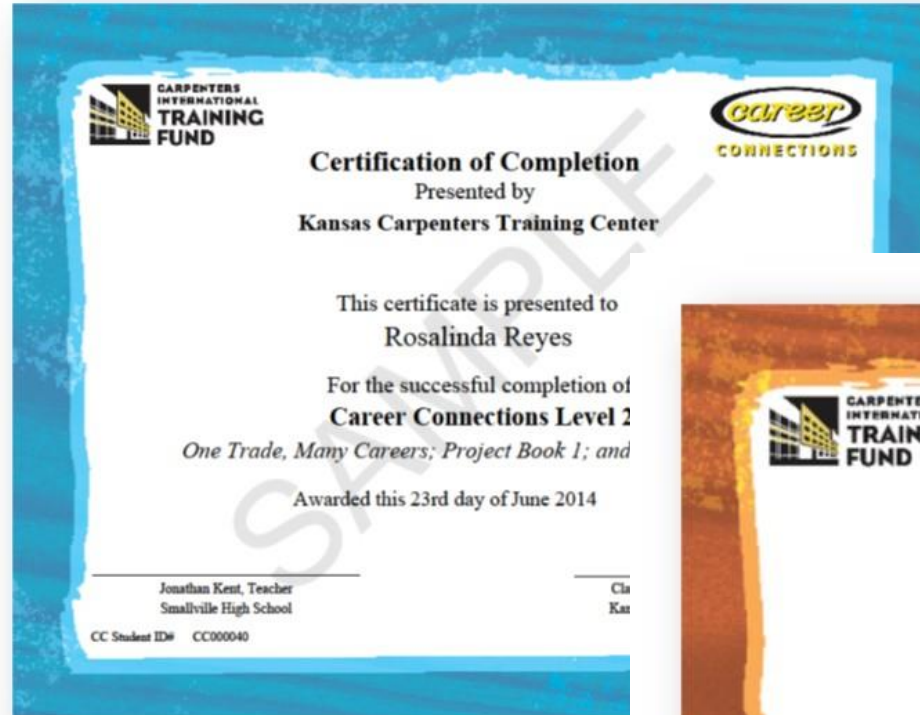 CARPENTERS
INTERNATIONAL
TRAINING
FUND
career
CONNECTIONS
Certification of Completion
Presented by
Kansas Carpenters Training Center
This certificate is presented to
Rosalinda Reyes
For the successful completion of
Career Connections Level 2
One Trade, Many Careers; Project Book 1; and
Awarded this 23rd day of June 2014
SAMPLE
Jonathan Kent, Teacher
Smallville High School
Cla
Kar
CC Student ID# CC000040
CARPENTE
INTERNATI
TRAIN
FUND